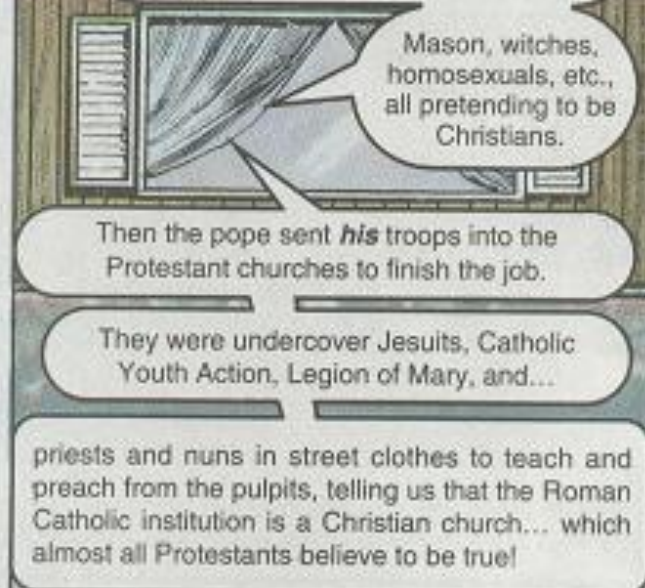 Mason, witches,
homosexuals, etc.,
all pretending to be
Christians.
Then the pope sent his troops into the
Protestant churches to finish the job.
They were undercover Jesuits, Catholic
Youth Action, Legion of Mary, and...
priests and nuns in street clothes to teach and
preach from the pulpits, telling us that the Roman
Catholic institution is a Christian church... which
almost all Protestants believe to be true!